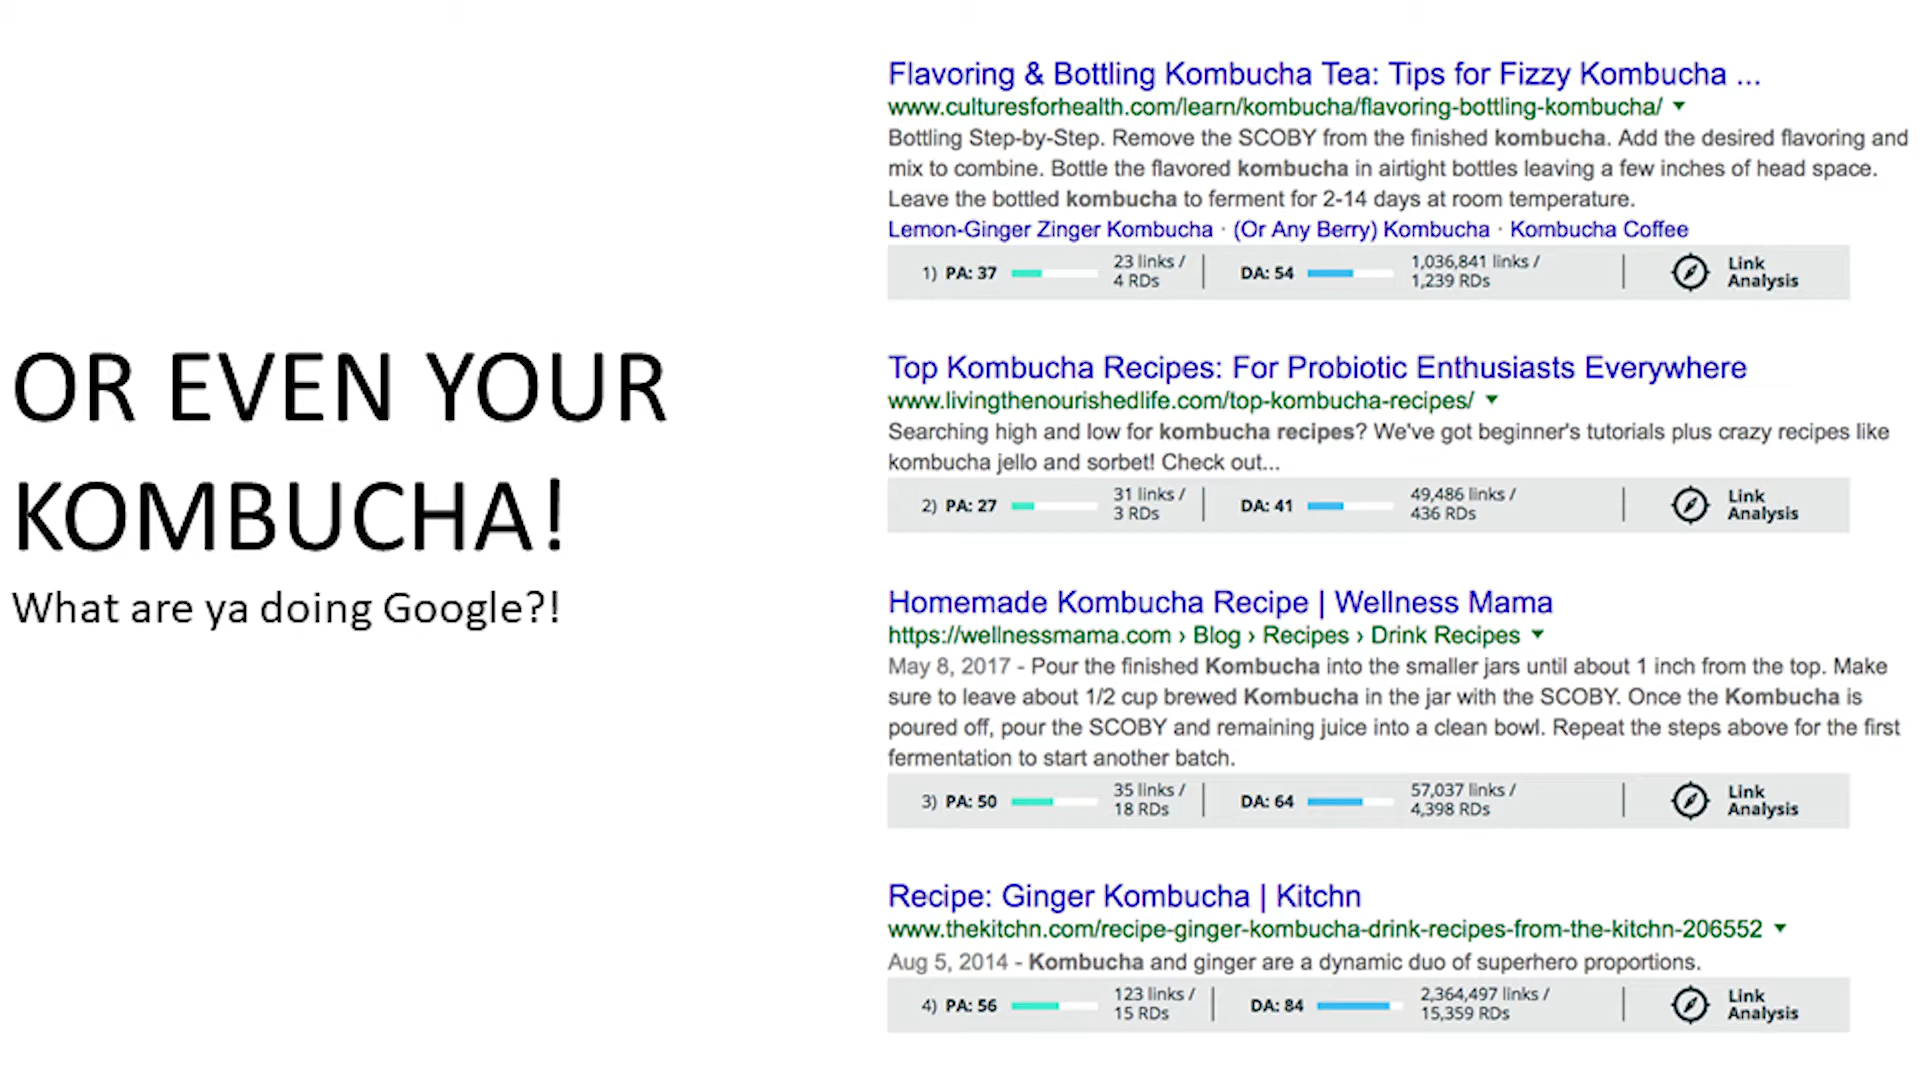 OR EVEN YOUR
KOMBUCHA!
What are ya doing Google?!
Flavoring & Bottling Kombucha Tea: Tips for Fizzy Kombucha ...
www.culturesforhealth.com/learn/kombucha/flavoring-bottling-kombucha/
Bottling Step-by-Step. Remove the SCOBY from the finished kombucha. Add the desired flavoring and
mix to combine. Bottle the flavored kombucha in airtight bottles leaving a few inches of head space.
Leave the bottled kombucha to ferment for 2-14 days at room temperature.
Lemon-Ginger Zinger Kombucha · (Or Any Berry) Kombucha · Kombucha Coffee
1) PA: 37 23 links / 4 RDs | DA: 54 1,036,841 links / 1,239 RDs | Link Analysis
Top Kombucha Recipes: For Probiotic Enthusiasts Everywhere
www.livingthenourishedlife.com/top-kombucha-recipes/
Searching high and low for kombucha recipes? We've got beginner's tutorials plus crazy recipes like
kombucha jello and sorbet! Check out...
2) PA: 27 31 links / 3 RDs | DA: 41 49,486 links / 436 RDs | Link Analysis
Homemade Kombucha Recipe | Wellness Mama
https://wellnessmama.com › Blog › Recipes › Drink Recipes
May 8, 2017 - Pour the finished Kombucha into the smaller jars until about 1 inch from the top. Make
sure to leave about 1/2 cup brewed Kombucha in the jar with the SCOBY. Once the Kombucha is
poured off, pour the SCOBY and remaining juice into a clean bowl. Repeat the steps above for the first
fermentation to start another batch.
3) PA: 50 35 links / 18 RDs | DA: 64 57,037 links / 4,398 RDs | Link Analysis
Recipe: Ginger Kombucha | Kitchn
www.thekitchn.com/recipe-ginger-kombucha-drink-recipes-from-the-kitchn-206552
Aug 5, 2014 - Kombucha and ginger are a dynamic duo of superhero proportions.
4) PA: 56 123 links / 15 RDs | DA: 84 2,364,497 links / 15,359 RDs | Link Analysis